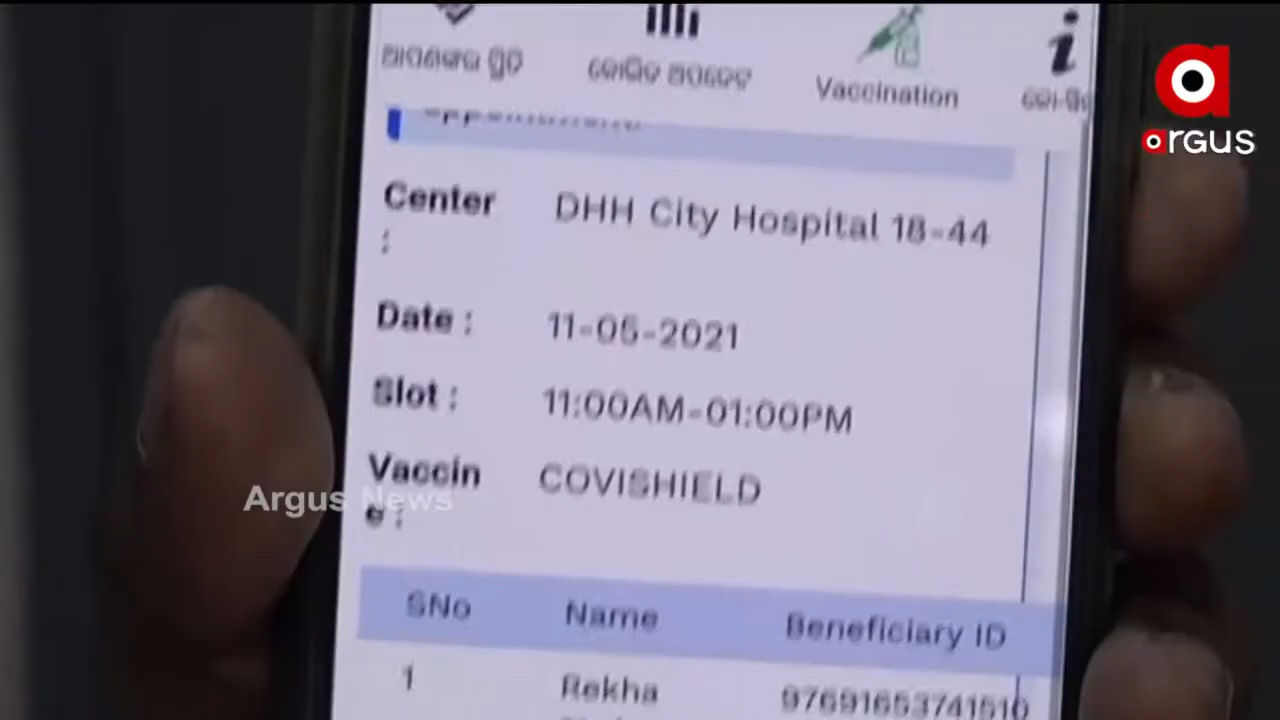 Vaccination
Center
:
DHH City Hospital 18-44
Date :
11-05-2021
Slot :
11:00AM-01:00PM
Vaccin
e :
COVISHIELD
SNo
Name
Beneficiary ID
1
Rekha
97691653741510
argus
Argus News